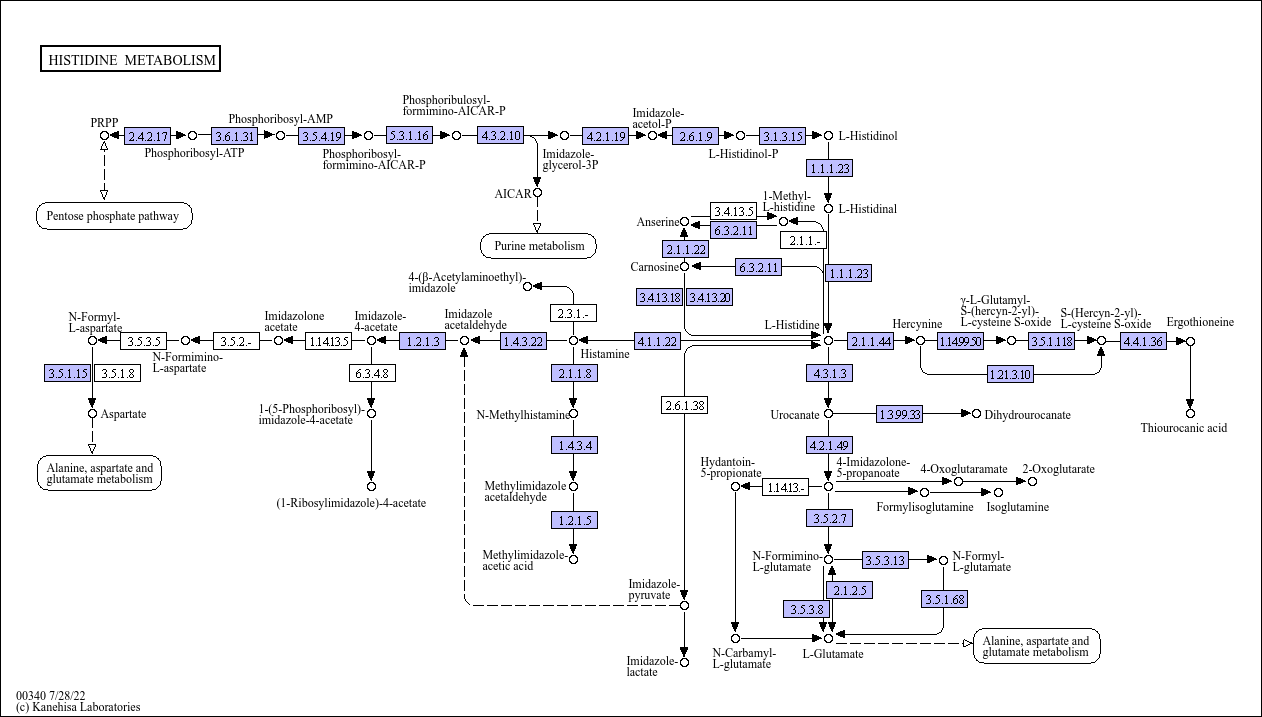 HISTIDINE METABOLISM
PRPP
2.4.2.17
Phosphoribosyl-ATP
3.6.1.31
Phosphoribosyl-AMP
3.5.4.19
Phosphoribosyl-
formimino-AICAR-P
5.3.1.16
Phosphoribulosyl-
formimino-AICAR-P
4.3.2.10
Imidazole-
glycerol-3P
4.2.1.19
Imidazole-
acetol-P
2.6.1.9
L-Histidinol-P
3.1.3.15
L-Histidinol
1.1.1.23
L-Histidinal
AICAR
Pentose phosphate pathway
Purine metabolism
1-Methyl-
L-histidine
3.4.13.5
Anserine
6.3.2.11
2.1.1.-
2.1.1.22
Carnosine
6.3.2.11
1.1.1.23
3.4.13.18
3.4.13.20
4-(β-Acetylaminoethyl)-
imidazole
2.3.1.-
N-Formyl-
L-aspartate
3.5.3.5
N-Formimino-
L-aspartate
3.5.2.-
Imidazolone
acetate
1.14.13.5
Imidazole-
4-acetate
1.2.1.3
Imidazole
acetaldehyde
1.4.3.22
Histamine
4.1.1.22
L-Histidine
2.1.1.44
Hercynine
1.14.99.50
γ-L-Glutamyl-
S-(hercyn-2-yl)-
L-cysteine S-oxide
3.5.1.118
S-(Hercyn-2-yl)-
L-cysteine S-oxide
4.4.1.36
Ergothioneine
1.21.3.10
3.5.1.15
3.5.1.8
6.3.4.8
2.1.1.8
4.3.1.3
Aspartate
1-(5-Phosphoribosyl)-
imidazole-4-acetate
N-Methylhistamine
2.6.1.38
Urocanate
1.3.99.33
Dihydrourocanate
Thiourocanic acid
1.4.3.4
4.2.1.49
Alanine, aspartate and
glutamate metabolism
(1-Ribosylimidazole)-4-acetate
Methylimidazole
acetaldehyde
Hydantoin-
5-propionate
1.14.13.-
4-Imidazolone-
5-propanoate
4-Oxoglutaramate
2-Oxoglutarate
Formylisoglutamine
Isoglutamine
1.2.1.5
3.5.2.7
Methylimidazole-
acetic acid
N-Formimino-
L-glutamate
3.5.3.13
N-Formyl-
L-glutamate
Imidazole-
pyruvate
2.1.2.5
3.5.3.8
3.5.1.68
Imidazole-
lactate
N-Carbamyl-
L-glutamate
L-Glutamate
Alanine, aspartate and
glutamate metabolism
00340 7/28/22
(c) Kanehisa Laboratories